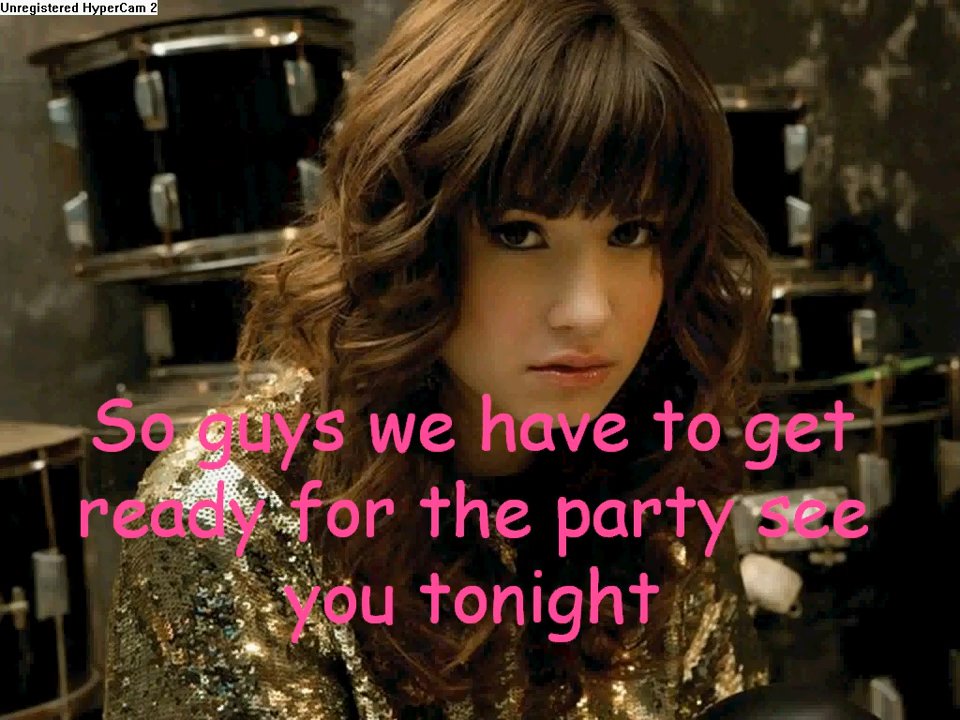 Unregistered HyperCam 2
So guys we have to get
ready for the party see
you tonight